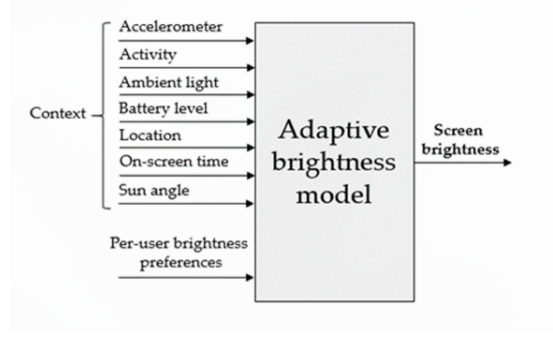 Accelerometer
Activity
Ambient light
Battery level
Context
Location
On-screen time
Sun angle
Per-user brightness
preferences
Adaptive
brightness
model
Screen
brightness